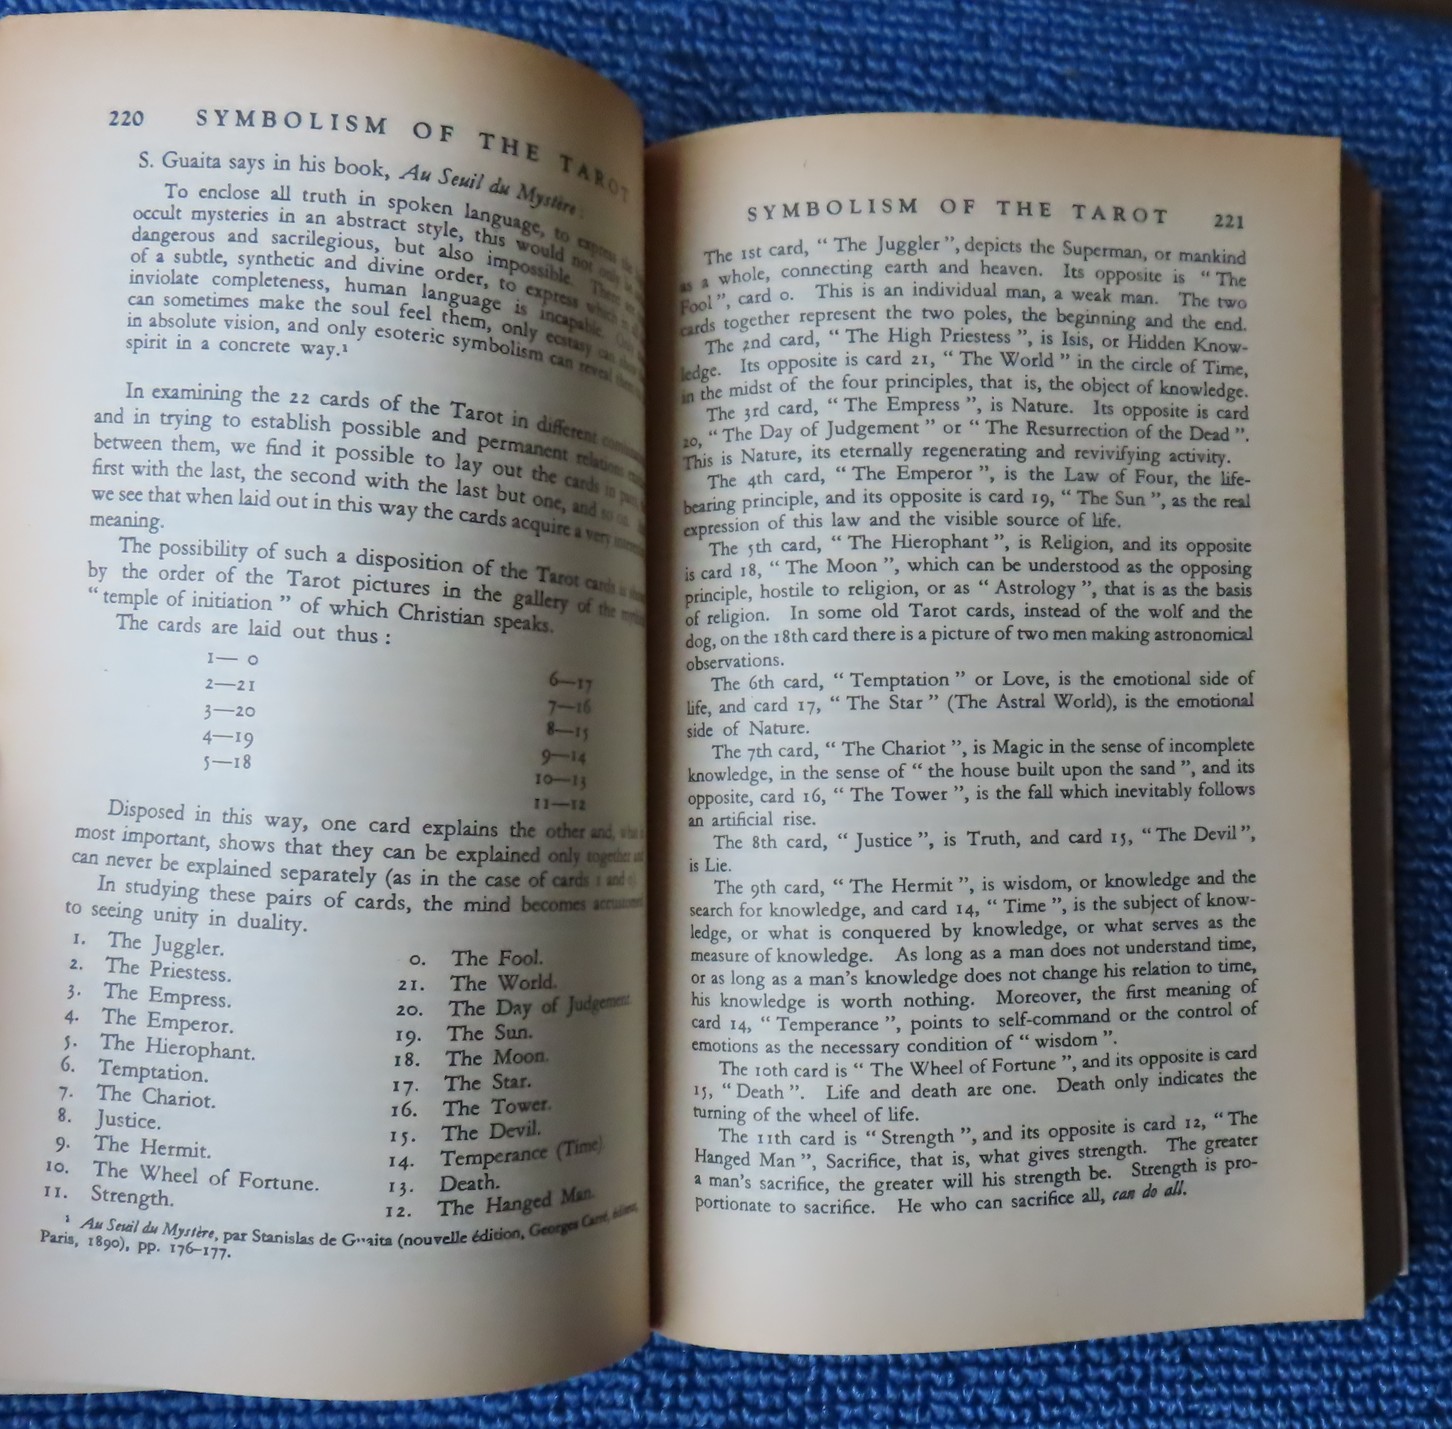 220 SYMBOLISM OF THE TAROT
S. Guaita says in his book, Au Seuil du Mystère:
To enclose all truth in spoken language, to express the
occult mysteries in an abstract style, this would not only be
dangerous and sacrilegious, but also impossible. There are
of a subtle, synthetic and divine order, to express which in all
inviolate completeness, human language is incapable. Only
can sometimes make the soul feel them, only ecstasy can show
in absolute vision, and only esoteric symbolism can reveal them
spirit in a concrete way.¹
In examining the 22 cards of the Tarot in different
and in trying to establish possible and permanent relations
between them, we find it possible to lay out the cards in pairs,
first with the last, the second with the last but one, and so on.
we see that when laid out in this way the cards acquire a very
meaning.
The possibility of such a disposition of the Tarot cards is
by the order of the Tarot pictures in the gallery of the
“ temple of initiation ” of which Christian speaks.
The cards are laid out thus :
1— 0
2—21
3—20
4—19
5—18
6—17
7—16
8—15
9—14
10—13
11—12
Disposed in this way, one card explains the other and, what is
most important, shows that they can be explained only together and
can never be explained separately (as in the case of cards 1 and 0).
In studying these pairs of cards, the mind becomes accustomed
to seeing unity in duality.
1. The Juggler.
2. The Priestess.
3. The Empress.
4. The Emperor.
5. The Hierophant.
6. Temptation.
7. The Chariot.
8. Justice.
9. The Hermit.
10. The Wheel of Fortune.
11. Strength.
0. The Fool.
21. The World.
20. The Day of Judgement.
19. The Sun.
18. The Moon.
17. The Star.
16. The Tower.
15. The Devil.
14. Temperance (Time).
13. Death.
12. The Hanged Man.
¹ Au Seuil du Mystère, par Stanislas de Guaita (nouvelle édition, Georges Carré, éditeur,
Paris, 1890), pp. 176-177.
SYMBOLISM OF THE TAROT 221
The 1st card, “ The Juggler ”, depicts the Superman, or mankind
as a whole, connecting earth and heaven. Its opposite is “ The
Fool ”, card 0. This is an individual man, a weak man. The two
cards together represent the two poles, the beginning and the end.
The 2nd card, “ The High Priestess ”, is Isis, or Hidden Know-
ledge. Its opposite is card 21, “ The World ” in the circle of Time,
in the midst of the four principles, that is, the object of knowledge.
The 3rd card, “ The Empress ”, is Nature. Its opposite is card
20, “ The Day of Judgement ” or “ The Resurrection of the Dead ”.
This is Nature, its eternally regenerating and revivifying activity.
The 4th card, “ The Emperor ”, is the Law of Four, the life-
bearing principle, and its opposite is card 19, “ The Sun ”, as the real
expression of this law and the visible source of life.
The 5th card, “ The Hierophant ”, is Religion, and its opposite
is card 18, “ The Moon ”, which can be understood as the opposing
principle, hostile to religion, or as “ Astrology ”, that is as the basis
of religion. In some old Tarot cards, instead of the wolf and the
dog, on the 18th card there is a picture of two men making astronomical
observations.
The 6th card, “ Temptation ” or Love, is the emotional side of
life, and card 17, “ The Star ” (The Astral World), is the emotional
side of Nature.
The 7th card, “ The Chariot ”, is Magic in the sense of incomplete
knowledge, in the sense of “ the house built upon the sand ”, and its
opposite, card 16, “ The Tower ”, is the fall which inevitably follows
an artificial rise.
The 8th card, “ Justice ”, is Truth, and card 15, “ The Devil ”,
is Lie.
The 9th card, “ The Hermit ”, is wisdom, or knowledge and the
search for knowledge, and card 14, “ Time ”, is the subject of know-
ledge, or what is conquered by knowledge, or what serves as the
measure of knowledge. As long as a man does not understand time,
or as long as a man's knowledge does not change his relation to time,
his knowledge is worth nothing. Moreover, the first meaning of
card 14, “ Temperance ”, points to self-command or the control of
emotions as the necessary condition of “ wisdom ”.
The 10th card is “ The Wheel of Fortune ”, and its opposite is card
15, “ Death ”. Life and death are one. Death only indicates the
turning of the wheel of life.
The 11th card is “ Strength ”, and its opposite is card 12, “ The
Hanged Man ”, Sacrifice, that is, what gives strength. The greater
a man's sacrifice, the greater will his strength be. Strength is pro-
portionate to sacrifice. He who can sacrifice all, can do all.